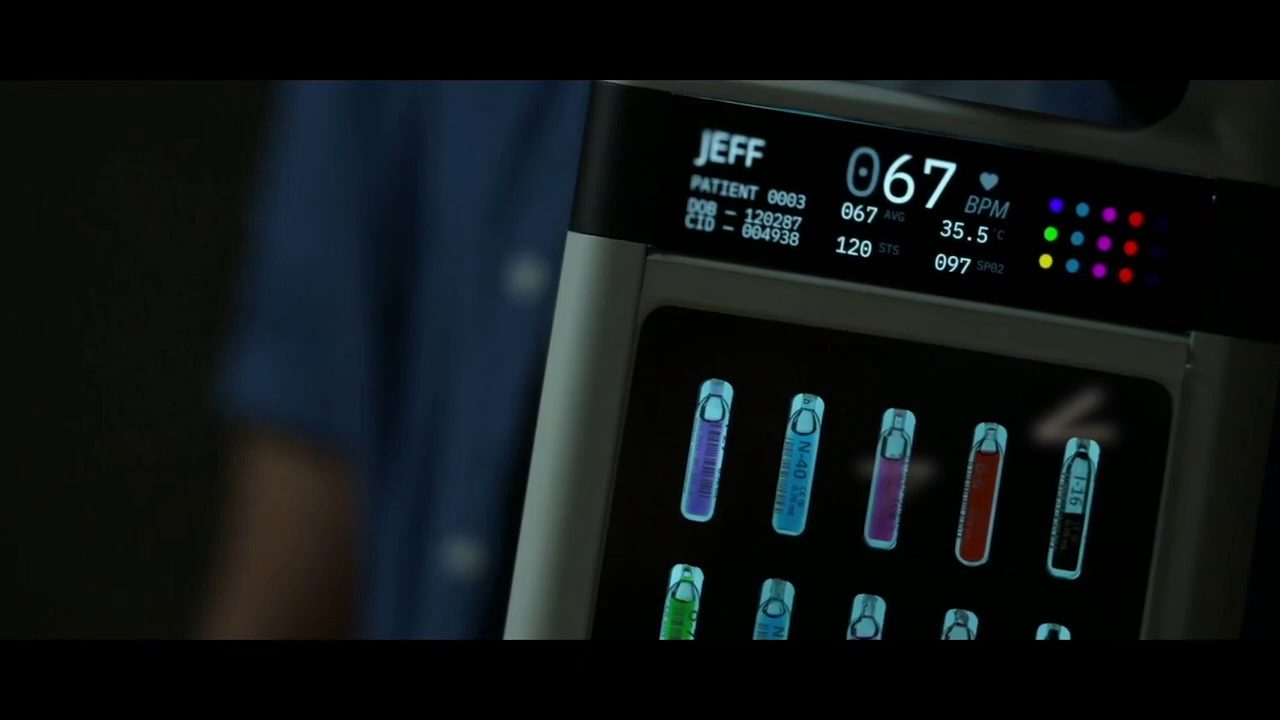 JEFF
PATIENT 0003
DOB — 120287
CID — 004938
067
BPM
067 AVG
35.5°C
120 STS
097 SPO2
N-40
I-16